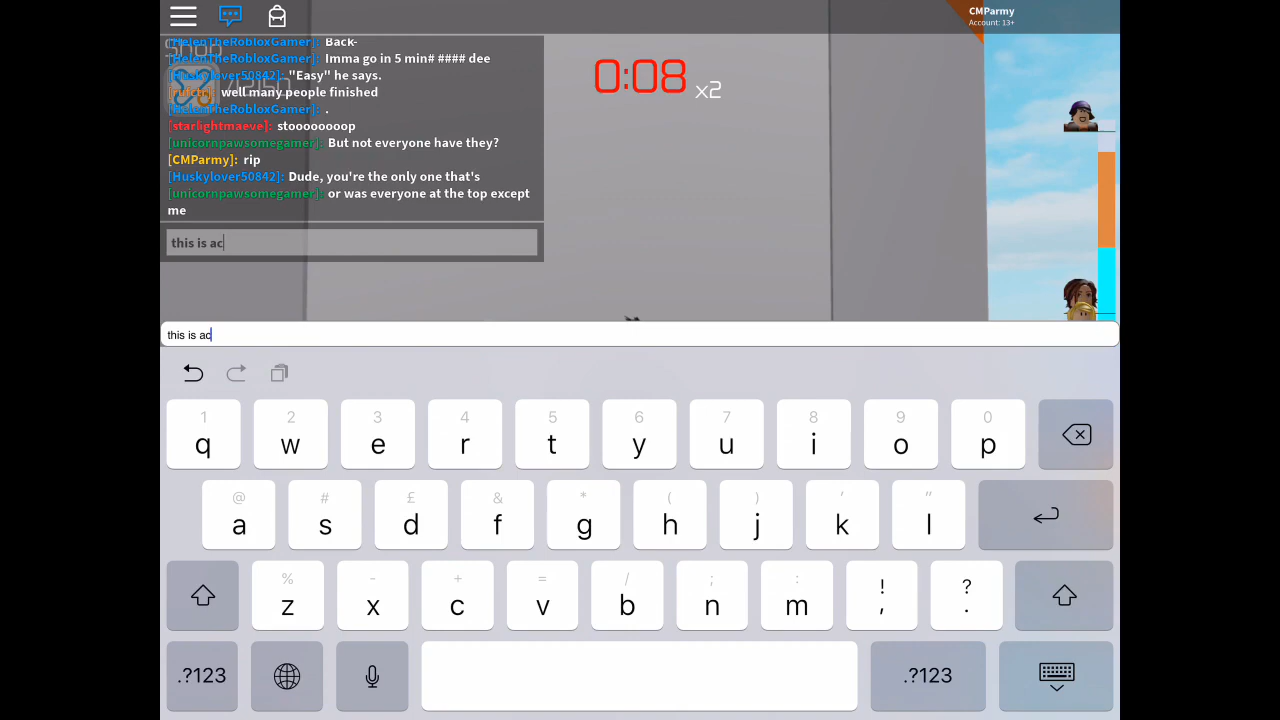 CMParmy
Account: 13+
Shop
[HelenTheRobloxGamer]: Back-
[HelenTheRobloxGamer]: Imma go in 5 min# #### dee
[Huskylover50842]: "Easy" he says.
well many people finished
[HelenTheRobloxGamer]: .
[starlightmaeve]: stoooooooop
[unicornpawsomegamer]: But not everyone have they?
[CMParmy]: rip
[Huskylover50842]: Dude, you're the only one that's
[unicornpawsomegamer]: or was everyone at the top except
me
0:08 x2
this is ac
this is ac
1 2 3 4 5 6 7 8 9 0
q w e r t y u i o p
@ # £ & * ( ) ' "
a s d f g h j k l
% - + = / ; : ! ?
z x c v b n m , .
.?123 .?123